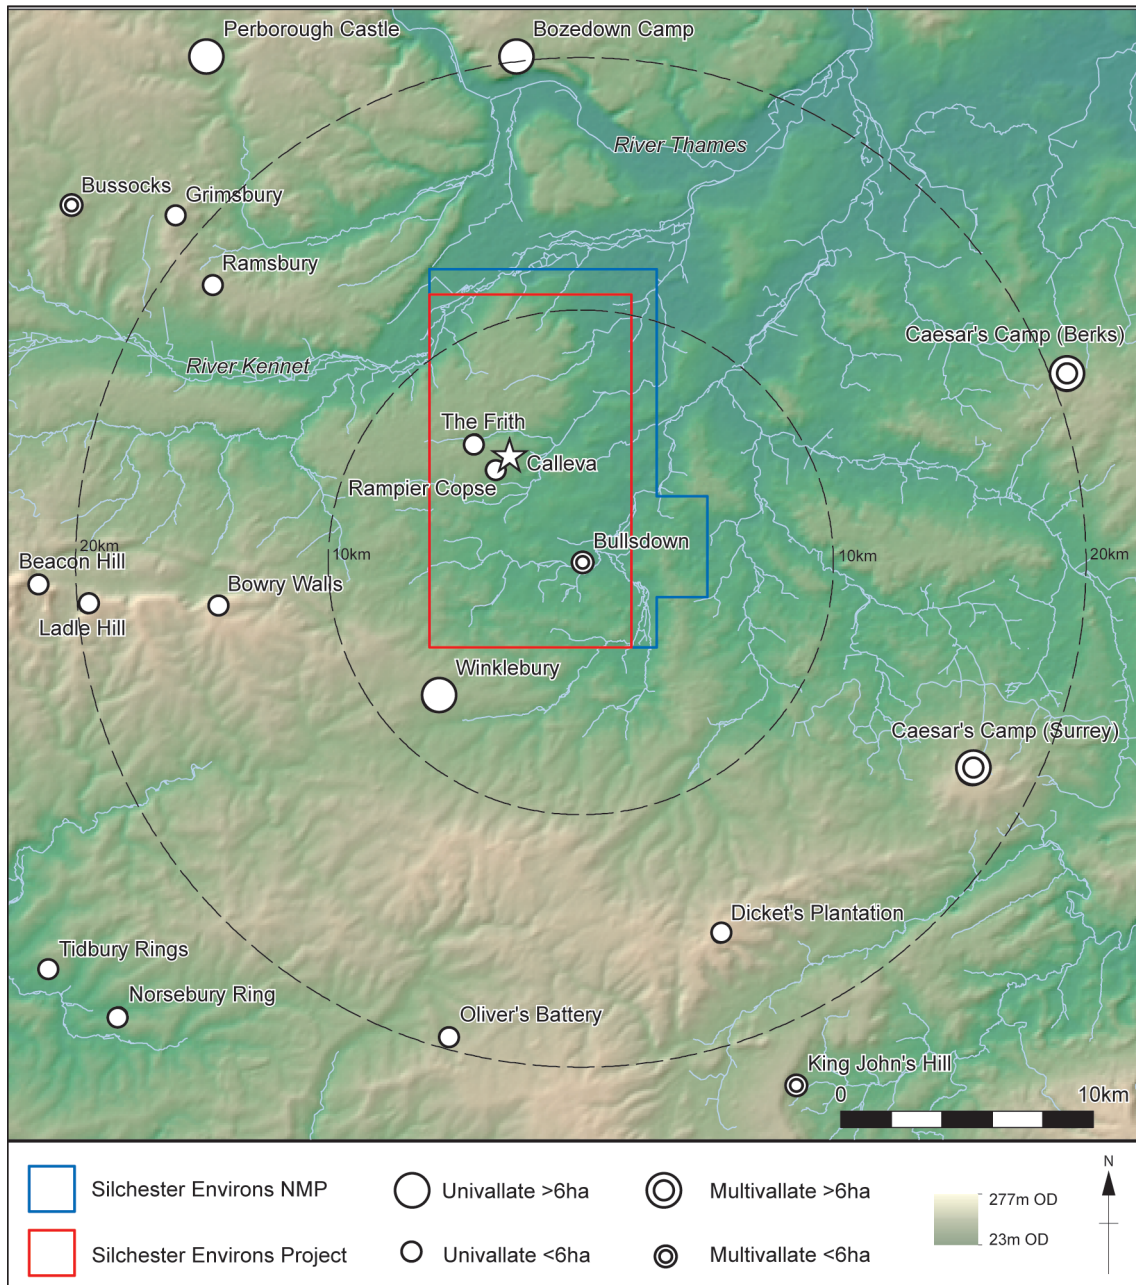 Perborough Castle
Bozedown Camp
River Thames
Bussocks
Grimsbury
Ramsbury
Caesar's Camp (Berks)
River Kennet
The Frith
Calleva
Rampier Copse
Bullsdown
20km
10km
10km
20km
Beacon Hill
Bowry Walls
Ladle Hill
Winklebury
Caesar's Camp (Surrey)
Dicket's Plantation
Tidbury Rings
Norsebury Ring
Oliver's Battery
King John's Hill
0
10km
Silchester Environs NMP
Univallate >6ha
Multivallate >6ha
277m OD
N
Silchester Environs Project
Univallate <6ha
Multivallate <6ha
23m OD